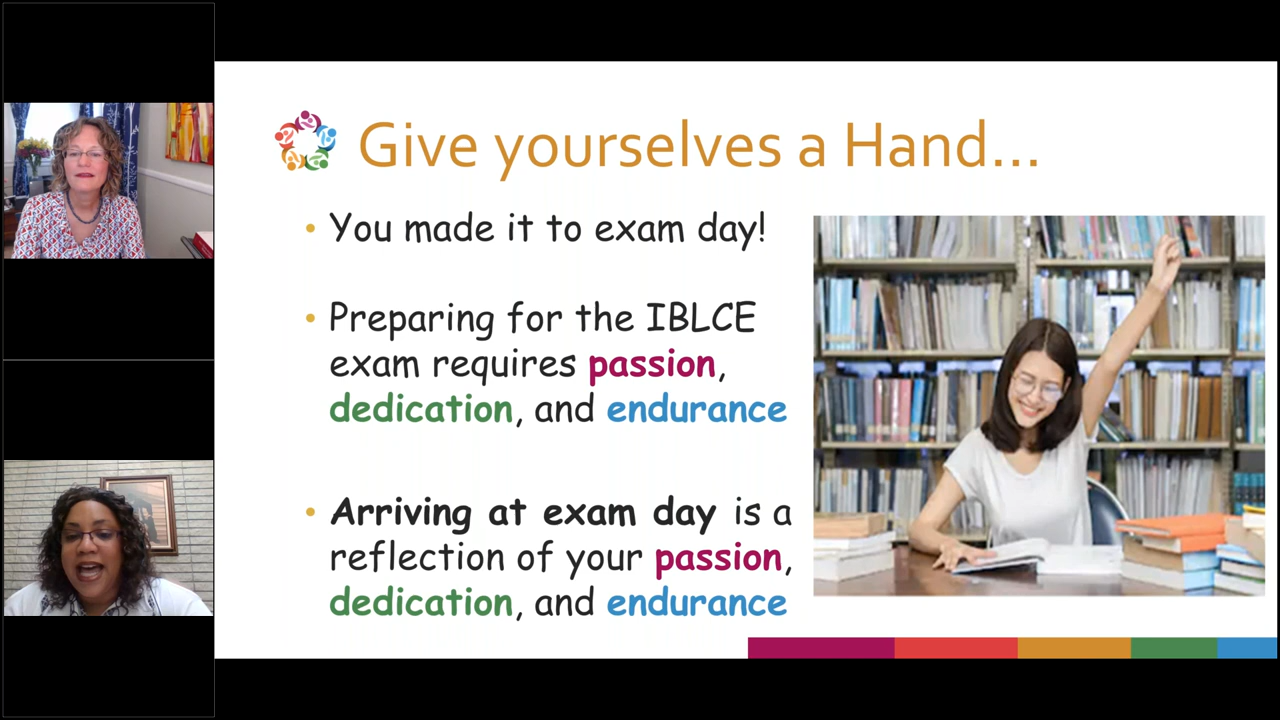 Give yourselves a Hand...
• You made it to exam day!
• Preparing for the IBLCE
exam requires passion,
dedication, and endurance
• Arriving at exam day is a
reflection of your passion,
dedication, and endurance